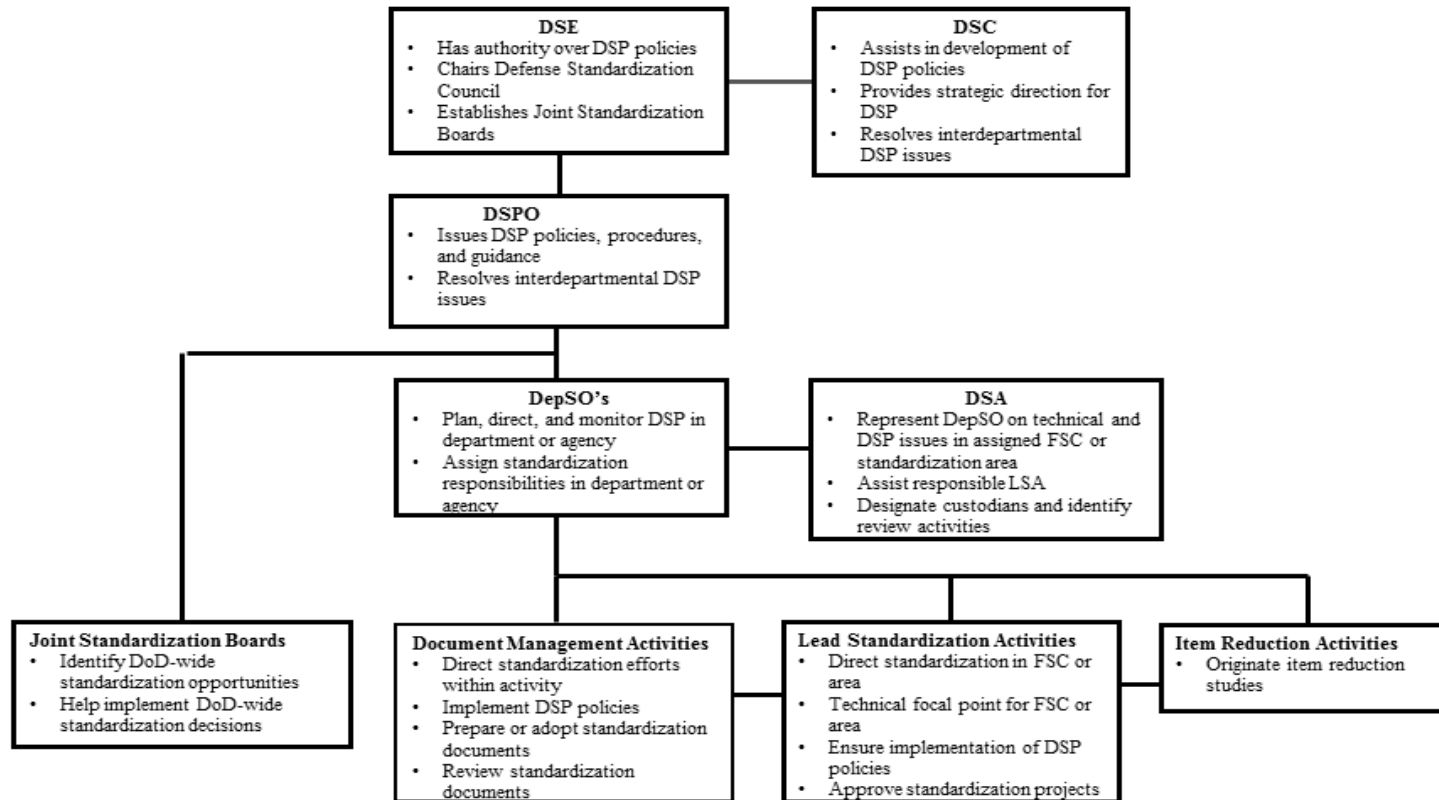 DSE
• Has authority over DSP policies
• Chairs Defense Standardization
Council
• Establishes Joint Standardization
Boards
DSC
• Assists in development of
DSP policies
• Provides strategic direction for
DSP
• Resolves interdepartmental
DSP issues
DSPO
• Issues DSP policies, procedures,
and guidance
• Resolves interdepartmental DSP
issues
DepSO’s
• Plan, direct, and monitor DSP in
department or agency
• Assign standardization
responsibilities in department or
agency
DSA
• Represent DepSO on technical and
DSP issues in assigned FSC or
standardization area
• Assist responsible LSA
• Designate custodians and identify
review activities
Joint Standardization Boards
• Identify DoD-wide
standardization opportunities
• Help implement DoD-wide
standardization decisions
Document Management Activities
• Direct standardization efforts
within activity
• Implement DSP policies
• Prepare or adopt standardization
documents
• Review standardization
documents
Lead Standardization Activities
• Direct standardization in FSC or
area
• Technical focal point for FSC or
area
• Ensure implementation of DSP
policies
• Approve standardization projects
Item Reduction Activities
• Originate item reduction
studies